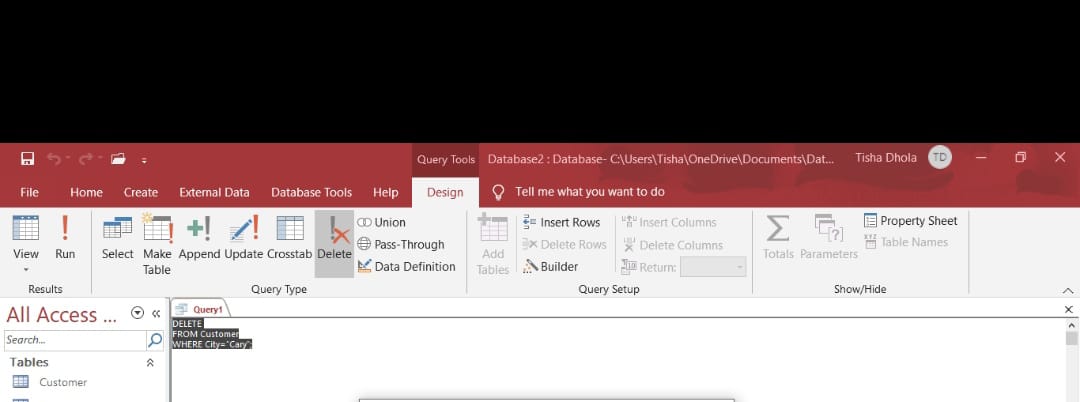 Query Tools Database2 : Database- C:\Users\Tisha\OneDrive\Documents\Dat... Tisha Dhola TD
File Home Create External Data Database Tools Help Design Tell me what you want to do
View Run Select Make Table Append Update Crosstab Delete
Union
Pass-Through
Data Definition
Add Tables
Insert Rows
Delete Rows
Builder
Insert Columns
Delete Columns
Return:
Totals Parameters
Property Sheet
XYZ Table Names
Results Query Type Query Setup Show/Hide
All Access ...
Search...
Tables
Customer
Query1
DELETE
FROM Customer
WHERE City="Cary";